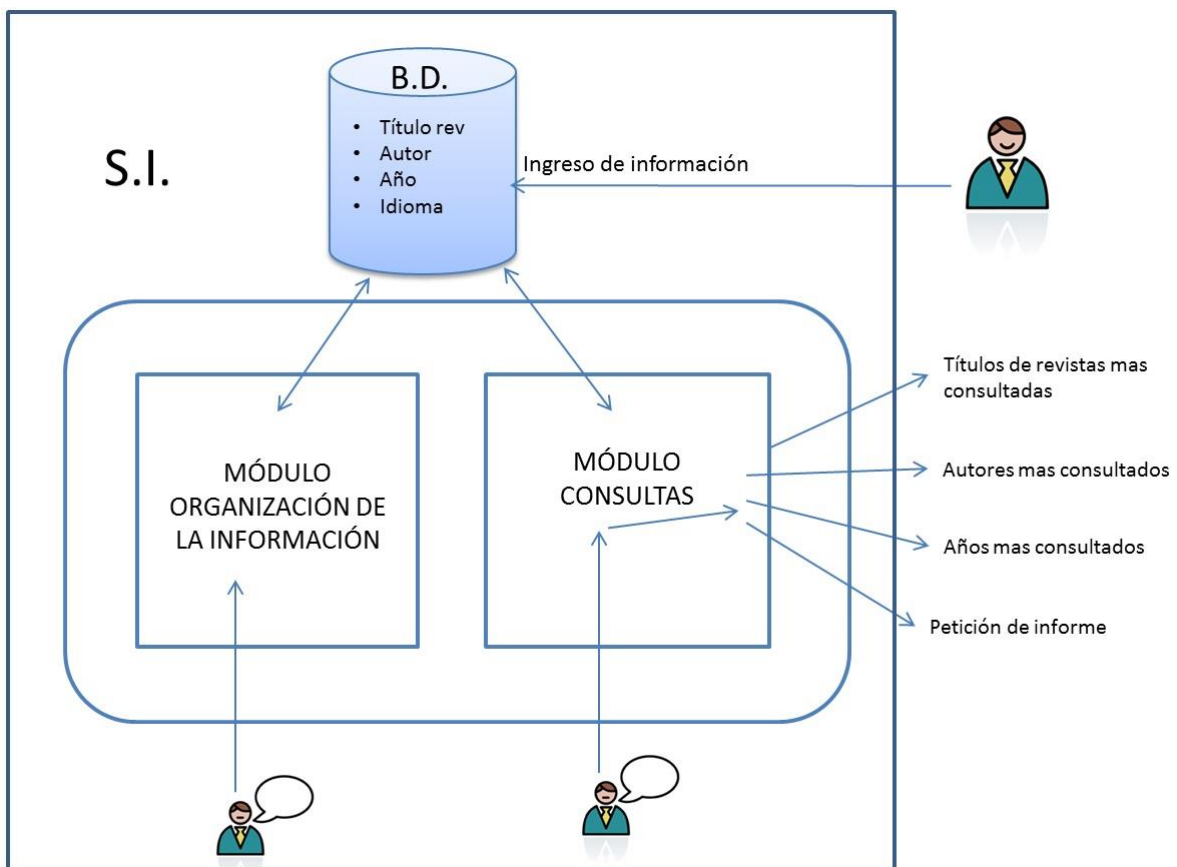 B.D.
• Título rev
• Autor
• Año
• Idioma
S.I.
Ingreso de información
MÓDULO
ORGANIZACIÓN DE
LA INFORMACIÓN
MÓDULO
CONSULTAS
Títulos de revistas mas
consultadas
Autores mas consultados
Años mas consultados
Petición de informe